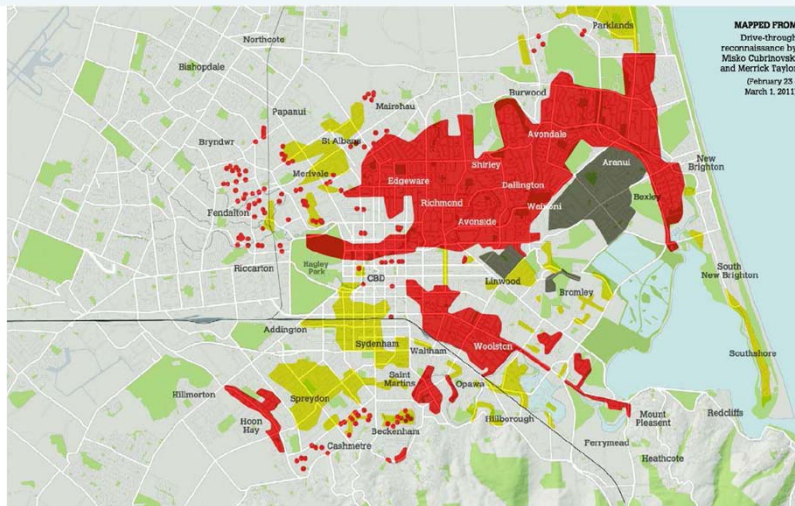 Parklands
MAPPED FROM
Drive-through
reconnaissance by
Misko Cubrinovsk
and Merrick Taylor
(February 23 -
March 1, 2011)
Northcote
Bishopdale
Papanui
Mairehau
Burwood
Bryndwr
St Albans
Avondale
Merivale
Shirley
Aranui
New
Brighton
Edgeware
Dallington
Richmond
Wainoni
Bexley
Fendalton
Avonside
Riccarton
Hagley
Park
CBD
Linwood
Bromley
South
New Brighton
Addington
Sydenham
Waltham
Woolston
Southshore
Hillmorton
Spreydon
Saint
Martins
Opawa
Hoon
Hay
Beckenham
Hillsborough
Mount
Pleasant
Redcliffs
Cashmere
Ferrymead
Heathcote